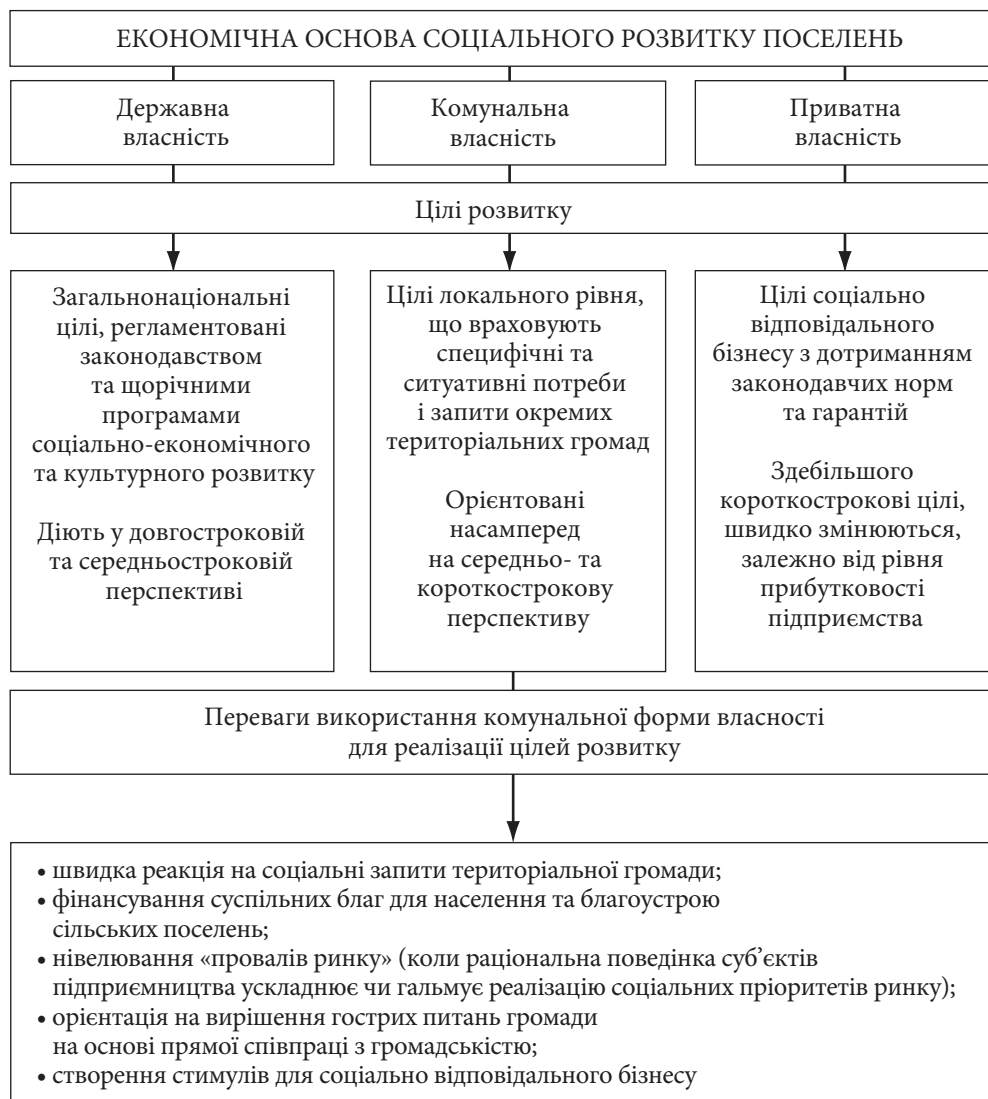 ЕКОНОМІЧНА ОСНОВА СОЦІАЛЬНОГО РОЗВИТКУ ПОСЕЛЕНЬ
Державна
власність
Комунальна
власність
Приватна
власність
Цілі розвитку
Загальнонаціональні
цілі, регламентовані
законодавством
та щорічними
програмами
соціально-економічного
та культурного розвитку
Діють у довгостроковій
та середньостроковій
перспективі
Цілі локального рівня,
що враховують
специфічні та
ситуативні потреби
і запити окремих
територіальних громад
Орієнтовані
насамперед
на середньо- та
короткострокову
перспективу
Цілі соціально
відповідального
бізнесу з дотриманням
законодавчих норм
та гарантій
Здебільшого
короткострокові цілі,
швидко змінюються,
залежно від рівня
прибутковості
підприємства
Переваги використання комунальної форми власності
для реалізації цілей розвитку
• швидка реакція на соціальні запити територіальної громади;
• фінансування суспільних благ для населення та благоустрою
сільських поселень;
• нівелювання «провалів ринку» (коли раціональна поведінка суб’єктів
підприємництва ускладнює чи гальмує реалізацію соціальних пріоритетів ринку);
• орієнтація на вирішення гострих питань громади
на основі прямої співпраці з громадськістю;
• створення стимулів для соціально відповідального бізнесу